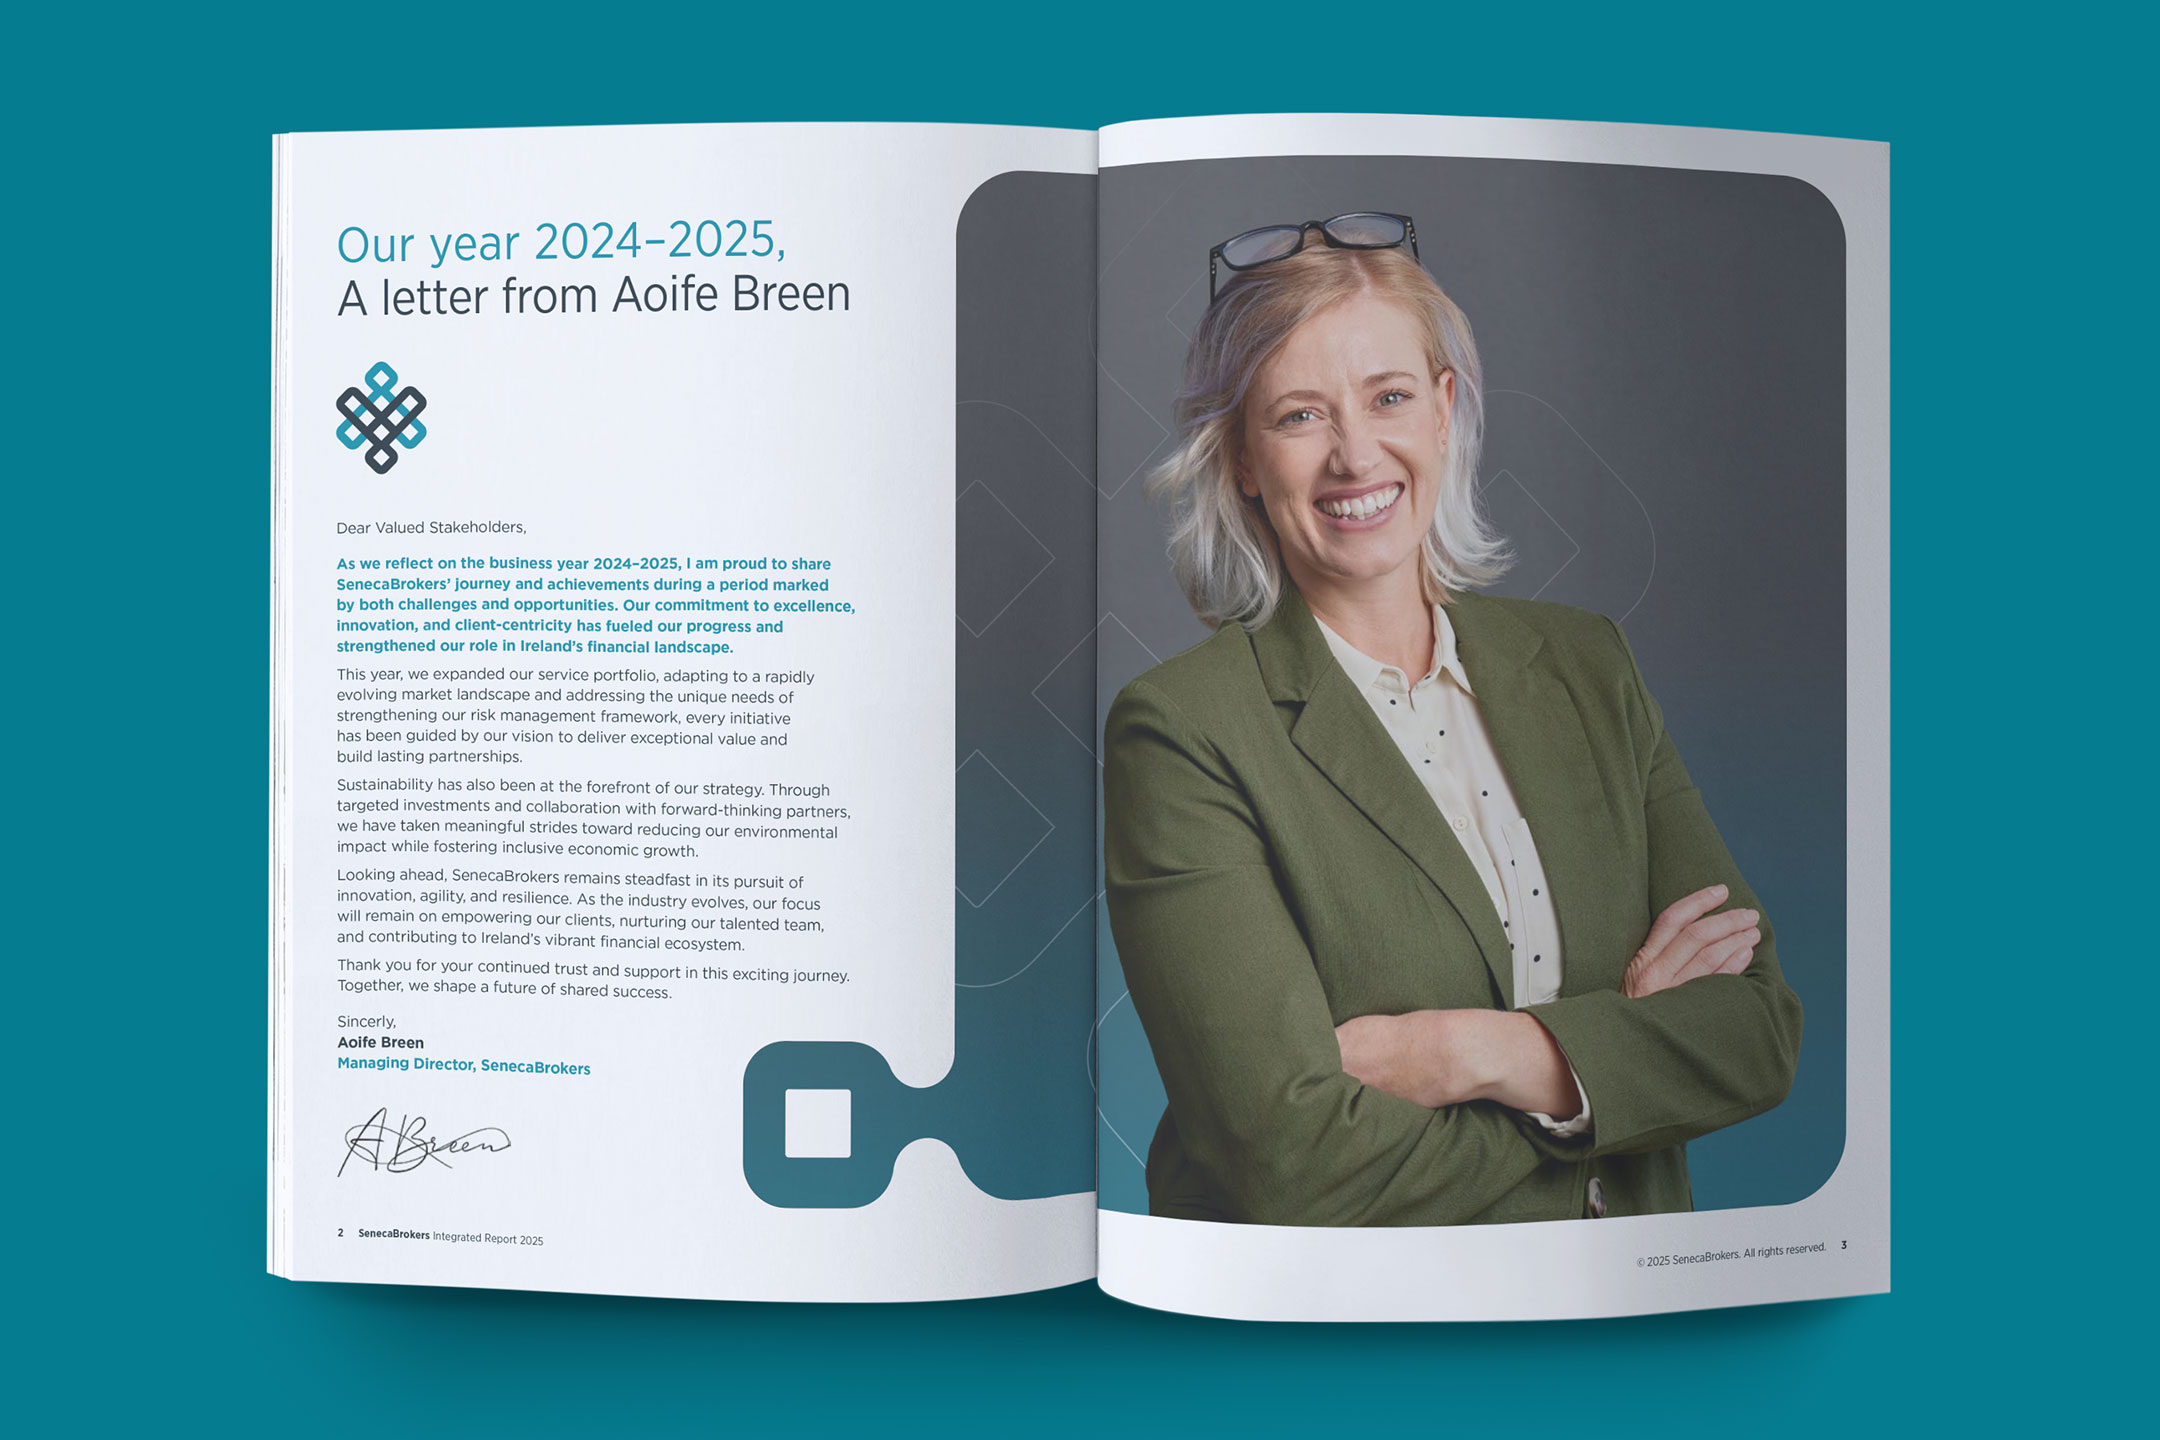 Our year 2024–2025,
A letter from Aoife Breen
Dear Valued Stakeholders,
As we reflect on the business year 2024–2025, I am proud to share
SenecaBrokers’ journey and achievements during a period marked
by both challenges and opportunities. Our commitment to excellence,
innovation, and client-centricity has fueled our progress and
strengthened our role in Ireland’s financial landscape.
This year, we expanded our service portfolio, adapting to a rapidly
evolving market landscape and addressing the unique needs of
strengthening our risk management framework, every initiative
has been guided by our vision to deliver exceptional value and
build lasting partnerships.
Sustainability has also been at the forefront of our strategy. Through
targeted investments and collaboration with forward-thinking partners,
we have taken meaningful strides toward reducing our environmental
impact while fostering inclusive economic growth.
Looking ahead, SenecaBrokers remains steadfast in its pursuit of
innovation, agility, and resilience. As the industry evolves, our focus
will remain on empowering our clients, nurturing our talented team,
and contributing to Ireland’s vibrant financial ecosystem.
Thank you for your continued trust and support in this exciting journey.
Together, we shape a future of shared success.
Sincerely,
Aoife Breen
Managing Director, SenecaBrokers
A Breen
2 SenecaBrokers Integrated Report 2025
© 2025 SenecaBrokers. All rights reserved. 3